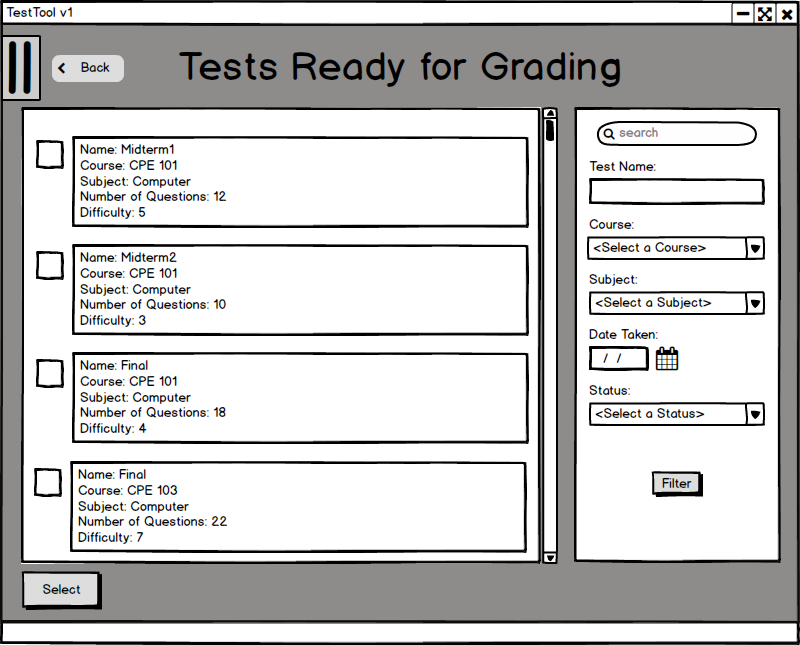 TestTool v1
Back
Tests Ready for Grading
Name: Midterm1
Course: CPE 101
Subject: Computer
Number of Questions: 12
Difficulty: 5
Name: Midterm2
Course: CPE 101
Subject: Computer
Number of Questions: 10
Difficulty: 3
Name: Final
Course: CPE 101
Subject: Computer
Number of Questions: 18
Difficulty: 4
Name: Final
Course: CPE 103
Subject: Computer
Number of Questions: 22
Difficulty: 7
search
Test Name:
Course:
<Select a Course>
Subject:
<Select a Subject>
Date Taken:
/ /
Status:
<Select a Status>
Filter
Select